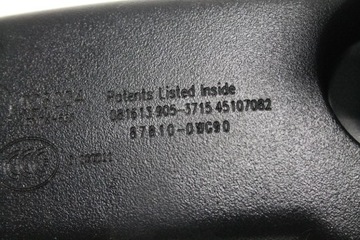 Patents Listed Inside
081613 905-3715 45107082
87810-0WC90